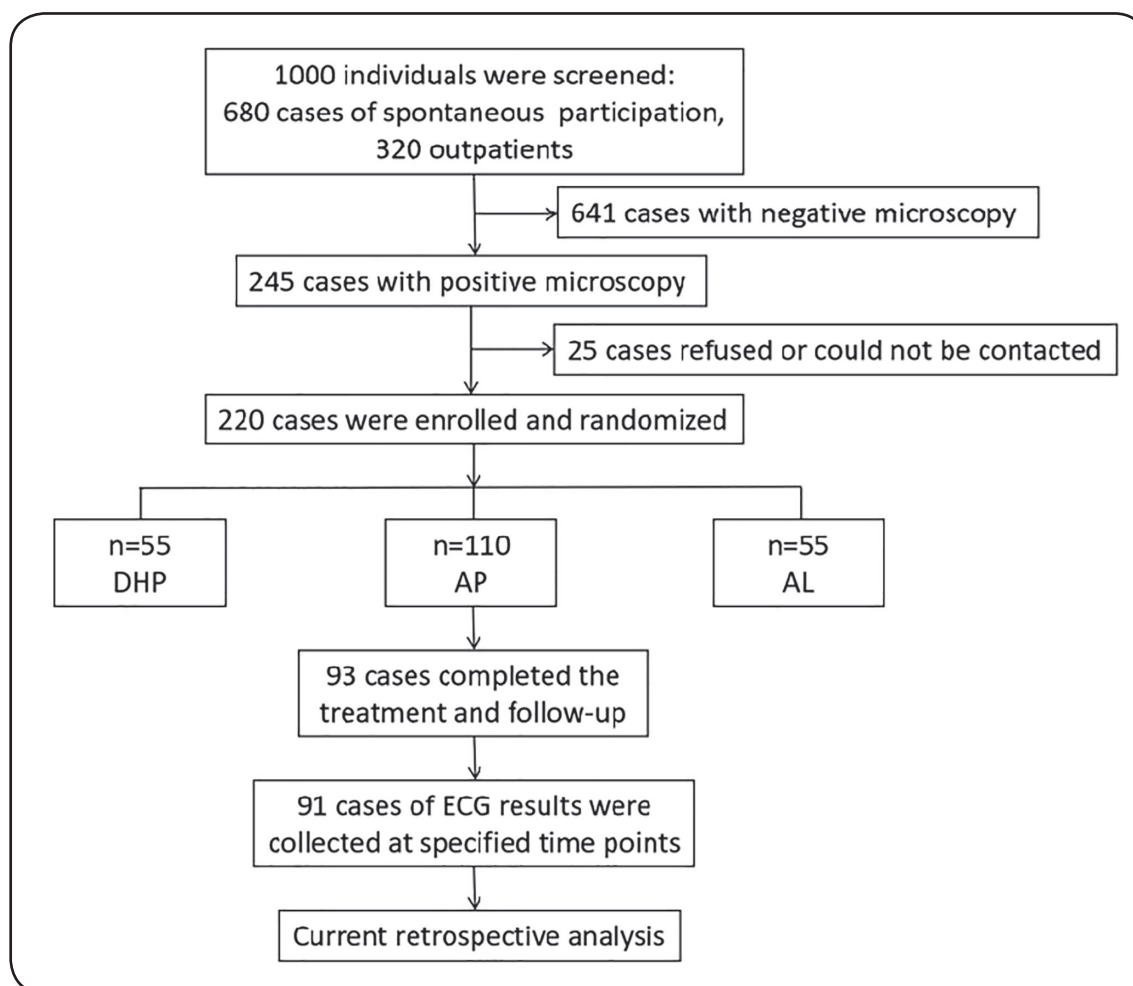 1000 individuals were screened:
680 cases of spontaneous participation,
320 outpatients
641 cases with negative microscopy
245 cases with positive microscopy
25 cases refused or could not be contacted
220 cases were enrolled and randomized
n=55
DHP
n=110
AP
n=55
AL
93 cases completed the
treatment and follow-up
91 cases of ECG results were
collected at specified time points
Current retrospective analysis